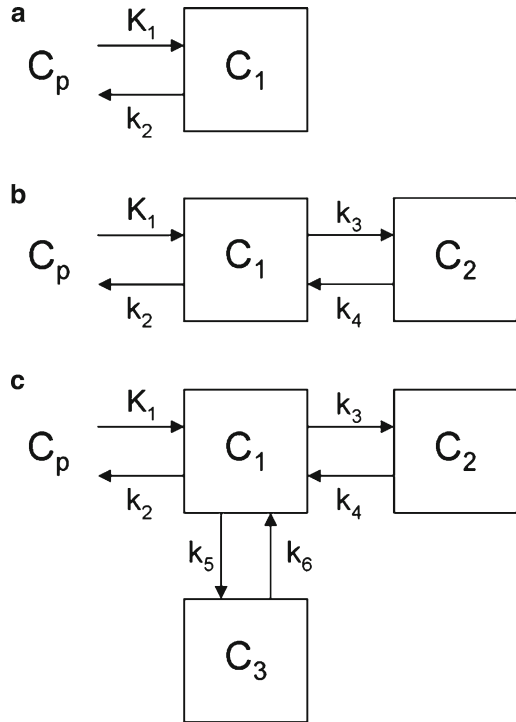 a
K₁
Cₚ
C₁
k₂
b
K₁
k₃
Cₚ
C₁
C₂
k₂
k₄
c
K₁
k₃
Cₚ
C₁
C₂
k₂
k₄
k₅
k₆
C₃